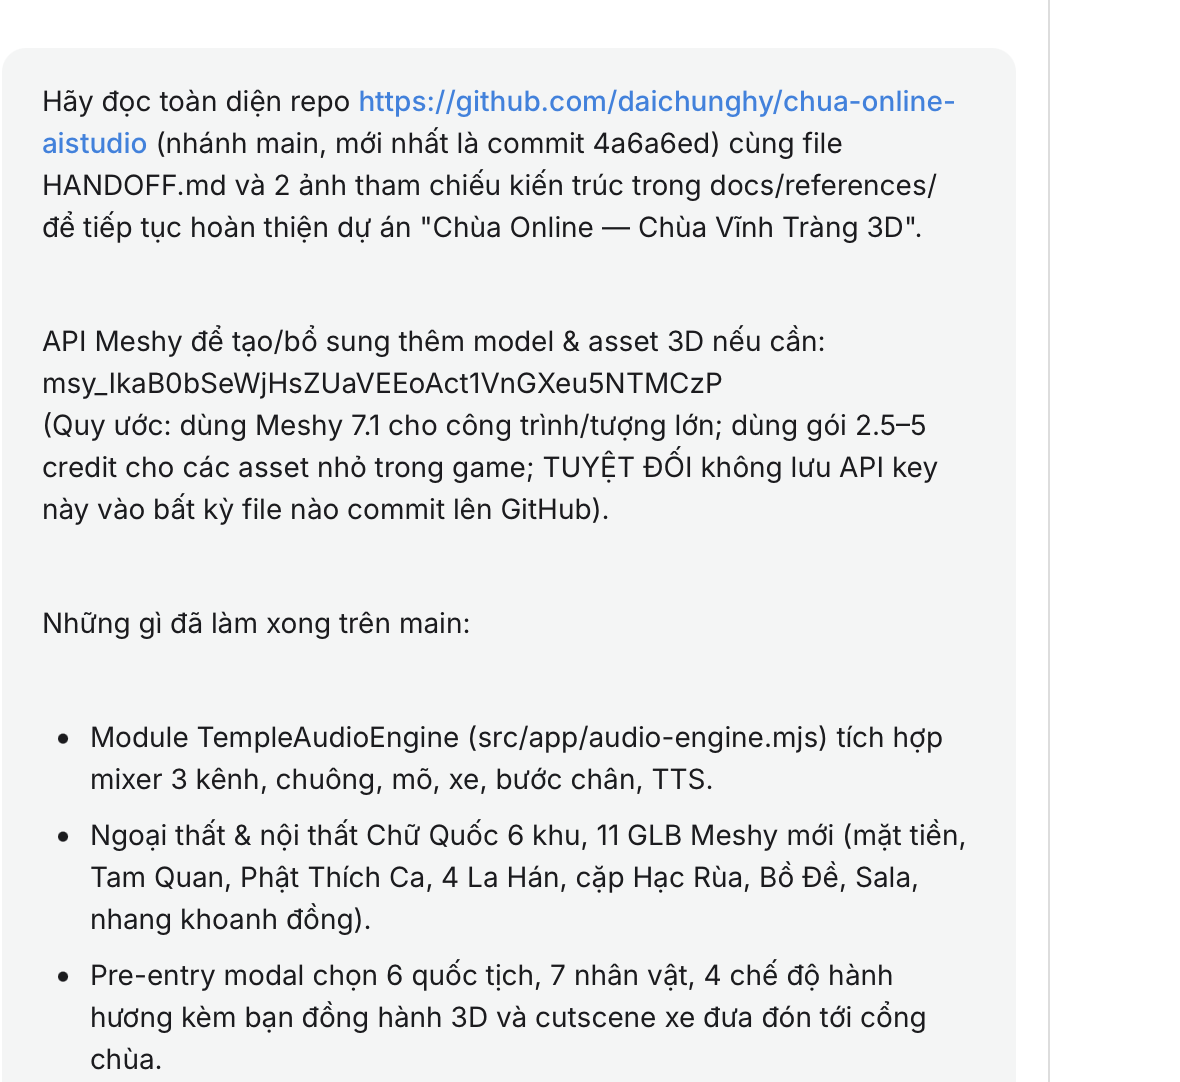 Hãy đọc toàn diện repo https://github.com/daichunghy/chua-online-
aistudio (nhánh main, mới nhất là commit 4a6a6ed) cùng file
HANDOFF.md và 2 ảnh tham chiếu kiến trúc trong docs/references/
để tiếp tục hoàn thiện dự án "Chùa Online — Chùa Vĩnh Tràng 3D".
API Meshy để tạo/bổ sung thêm model & asset 3D nếu cần:
msy_IkaB0bSeWjHsZUaVEEoAct1VnGXeu5NTMCzP
(Quy ước: dùng Meshy 7.1 cho công trình/tượng lớn; dùng gói 2.5–5
credit cho các asset nhỏ trong game; TUYỆT ĐỐI không lưu API key
này vào bất kỳ file nào commit lên GitHub).
Những gì đã làm xong trên main:
• Module TempleAudioEngine (src/app/audio-engine.mjs) tích hợp
mixer 3 kênh, chuông, mõ, xe, bước chân, TTS.
• Ngoại thất & nội thất Chữ Quốc 6 khu, 11 GLB Meshy mới (mặt tiền,
Tam Quan, Phật Thích Ca, 4 La Hán, cặp Hạc Rùa, Bồ Đề, Sala,
nhang khoanh đồng).
• Pre-entry modal chọn 6 quốc tịch, 7 nhân vật, 4 chế độ hành
hương kèm bạn đồng hành 3D và cutscene xe đưa đón tới cổng
chùa.